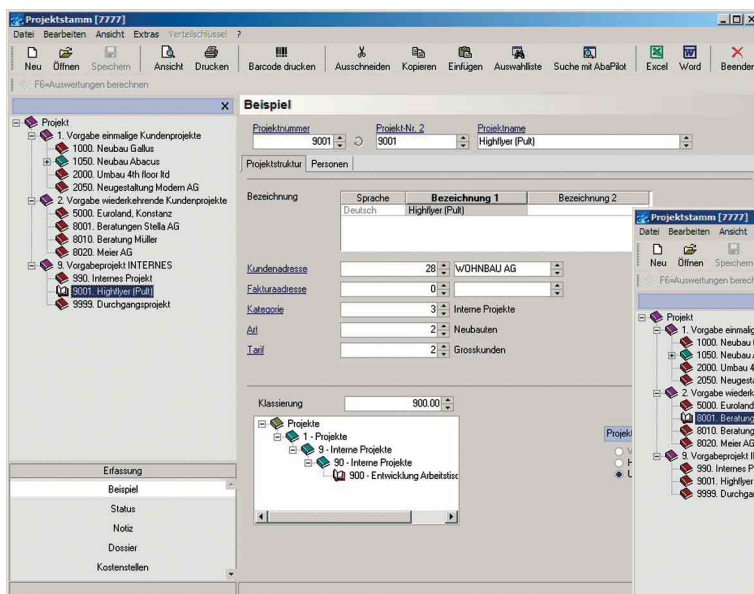 Projektstamm [7777]
Datei Bearbeiten Ansicht Extras Verteilschlüssel ?
Neu Öffnen Speichern Ansicht Drucken Barcode drucken Ausschneiden Kopieren Einfügen Auswahlliste Suche mit AbaPilot Excel Word Beenden
F6=Auswertungen berechnen
Projekt
1. Vorgabe einmalige Kundenprojekte
1000. Neubau Gallus
1050. Neubau Abacus
2000. Umbau 4th floor ltd
2050. Neugestaltung Modern AG
2. Vorgabe wiederkehrende Kundenprojekte
5000. Euroland, Konstanz
8001. Beratungen Stella AG
8010. Beratung Müller
8020. Meier AG
9. Vorgabeprojekt INTERNES
990. Internes Projekt
9001. Highflyer (Pult)
9999. Durchgangsprojekt
Erfassung
Beispiel
Status
Notiz
Dossier
Kostenstellen
Beispiel
Projektnummer Projekt-Nr. 2 Projektname
9001 9001 Highflyer (Pult)
Projektstruktur Personen
Bezeichnung
Sprache Bezeichnung 1 Bezeichnung 2
Deutsch Highflyer (Pult)
Kundenadresse 28 WOHNBAU AG
Fakturaadresse 0
Kategorie 3 Interne Projekte
Art 2 Neubauten
Tarif 2 Grosskunden
Klassierung 900.00
Projekte
1 - Projekte
9 - Interne Projekte
90 - Interne Projekte
900 - Entwicklung Arbeitstisc
Projekt
Projektstamm [7777]
Datei Bearbeiten Ansicht
Neu Öffnen Speichern
F6=Auswertungen berech
Projekt
1. Vorgabe einmalig
1000. Neubau
1050. Neubau
2000. Umbau 4
2050. Neugesta
2. Vorgabe wiederk
5000. Euroland
8001. Beratung
8010. Beratung
8020. Meier AG
9. Vorgabeprojekt I
990. Internes P
9001. Highflyer
9999. Durchga